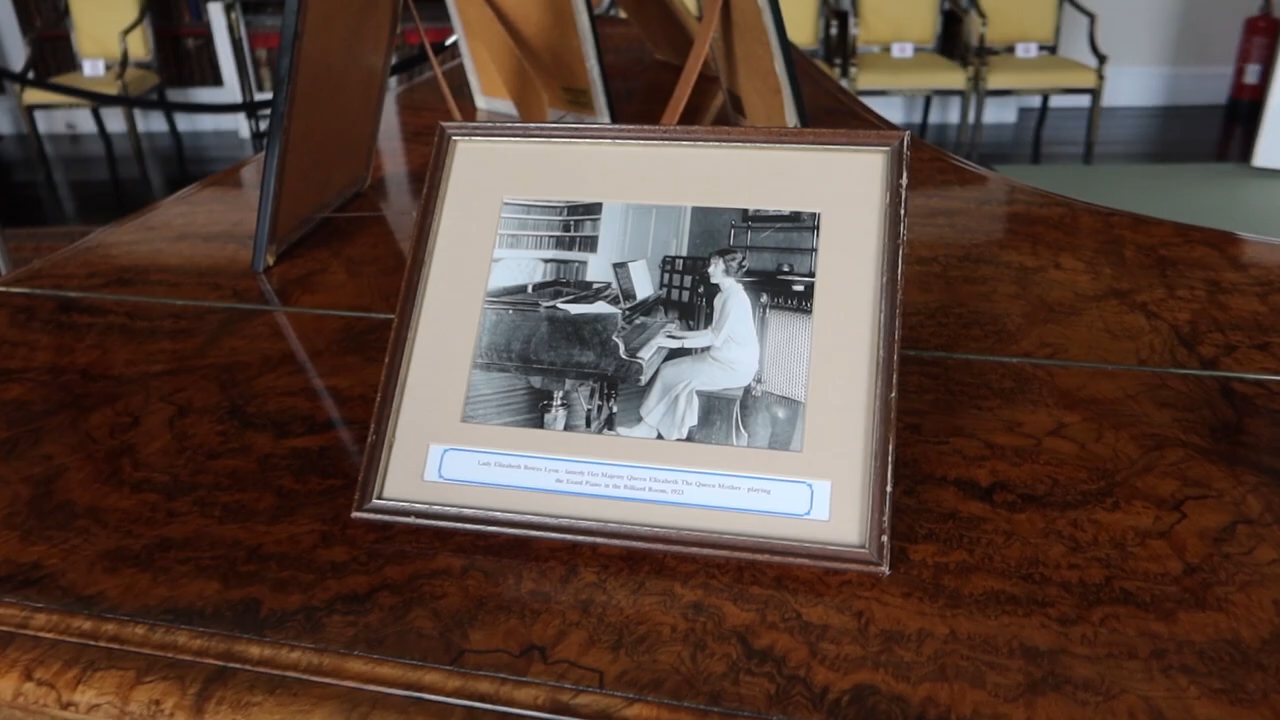 Lady Elizabeth Bowes Lyon - latterly Her Majesty Queen Elizabeth The Queen Mother - playing
the Grand Piano in the Billiard Room, 1923